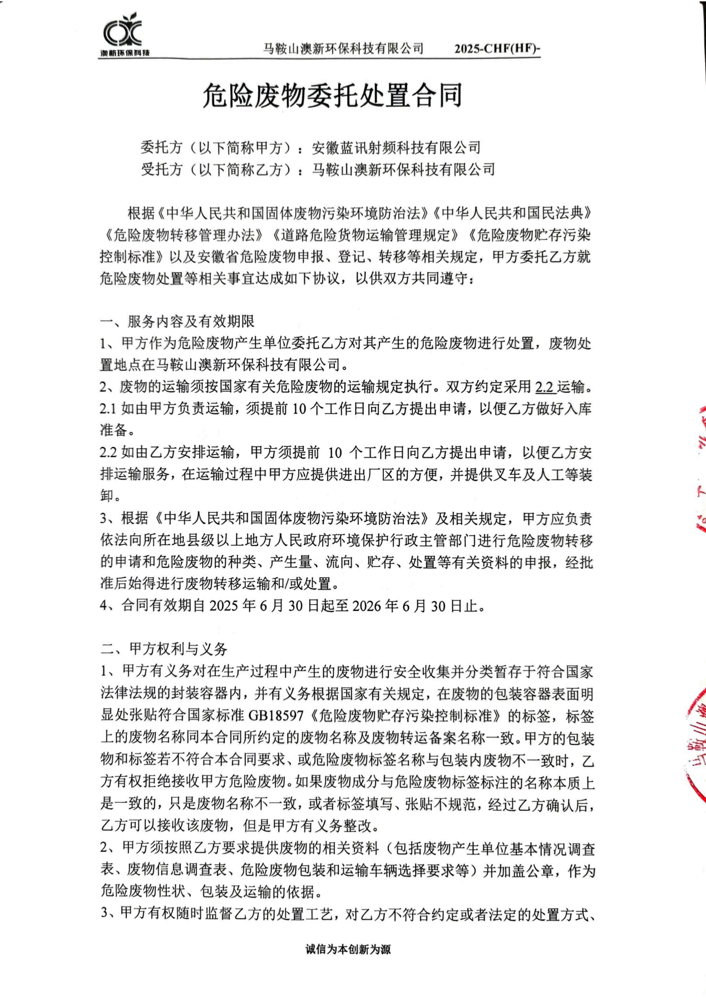 澳新环保科技
马鞍山澳新环保科技有限公司 2025-CHF(HF)-
危险废物委托处置合同
委托方（以下简称甲方）：安徽蓝讯射频科技有限公司
受托方（以下简称乙方）：马鞍山澳新环保科技有限公司
根据《中华人民共和国固体废物污染环境防治法》《中华人民共和国民法典》
《危险废物转移管理办法》《道路危险货物运输管理规定》《危险废物贮存污染
控制标准》以及安徽省危险废物申报、登记、转移等相关规定，甲方委托乙方就
危险废物处置等相关事宜达成如下协议，以供双方共同遵守：
一、服务内容及有效期限
1、甲方作为危险废物产生单位委托乙方对其产生的危险废物进行处置，废物处
置地点在马鞍山澳新环保科技有限公司。
2、废物的运输须按国家有关危险废物的运输规定执行。双方约定采用 2.2 运输。
2.1 如由甲方负责运输，须提前 10 个工作日向乙方提出申请，以便乙方做好入库
准备。
2.2 如由乙方安排运输，甲方须提前 10 个工作日向乙方提出申请，以便乙方安
排运输服务，在运输过程中甲方应提供进出厂区的方便，并提供叉车及人工等装
卸。
3、根据《中华人民共和国固体废物污染环境防治法》及相关规定，甲方应负责
依法向所在地县级以上地方人民政府环境保护行政主管部门进行危险废物转移
的申请和危险废物的种类、产生量、流向、贮存、处置等有关资料的申报，经批
准后始得进行废物转移运输和/或处置。
4、合同有效期自 2025 年 6 月 30 日起至 2026 年 6 月 30 日止。
二、甲方权利与义务
1、甲方有义务对在生产过程中产生的废物进行安全收集并分类暂存于符合国家
法律法规的封装容器内，并有义务根据国家有关规定，在废物的包装容器表面明
显处张贴符合国家标准 GB18597《危险废物贮存污染控制标准》的标签，标签
上的废物名称同本合同所约定的废物名称及废物转运备案名称一致。甲方的包装
物和标签若不符合本合同要求、或危险废物标签名称与包装内废物不一致时，乙
方有权拒绝接收甲方危险废物。如果废物成分与危险废物标签标注的名称本质上
是一致的，只是废物名称不一致，或者标签填写、张贴不规范，经过乙方确认后，
乙方可以接收该废物，但是甲方有义务整改。
2、甲方须按照乙方要求提供废物的相关资料（包括废物产生单位基本情况调查
表、废物信息调查表、危险废物包装和运输车辆选择要求等）并加盖公章，作为
危险废物性状、包装及运输的依据。
3、甲方有权随时监督乙方的处置工艺，对乙方不符合约定或者法定的处置方式、
诚信为本创新为源